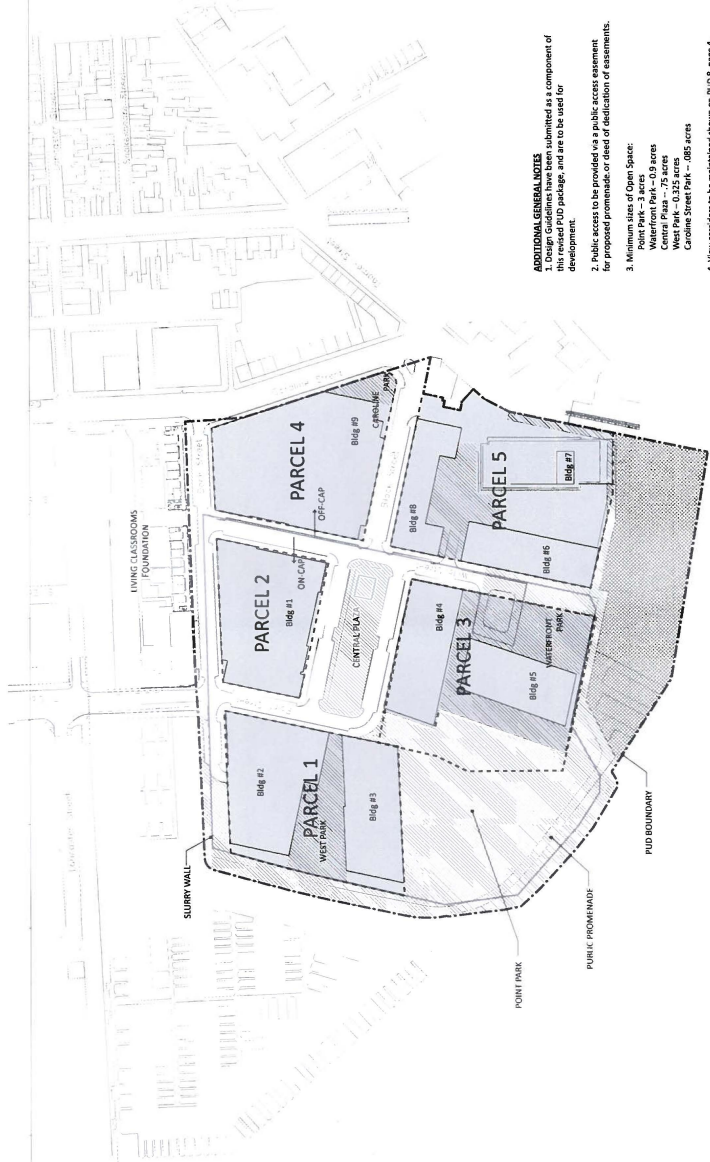 LIVING CLASSROOMS
FOUNDATION
SLURRY WALL
PARCEL 1
Bldg #2
WEST PARK
Bldg #3
PARCEL 2
Bldg #1
ON-CAP
OFF-CAP
PARCEL 4
Bldg #9
CAROLINE
PARK
CENTRAL PLAZA
PARCEL 3
Bldg #4
Bldg #5
WATERFRONT
PARK
PARCEL 5
Bldg #8
Bldg #7
Bldg #6
POINT PARK
PUBLIC PROMENADE
PUD BOUNDARY
ADDITIONAL GENERAL NOTES
1. Design Guidelines have been submitted as a component of
this revised PUD package, and are to be used for
development.
2. Public access to be provided via a public access easement
for proposed promenade, or deed of dedication of easements.
3. Minimum sizes of Open Space:
Point Park – 3 acres
Waterfront Park – 0.9 acres
Central Plaza -- .75 acres
West Park – 0.325 acres
Caroline Street Park – .085 acres